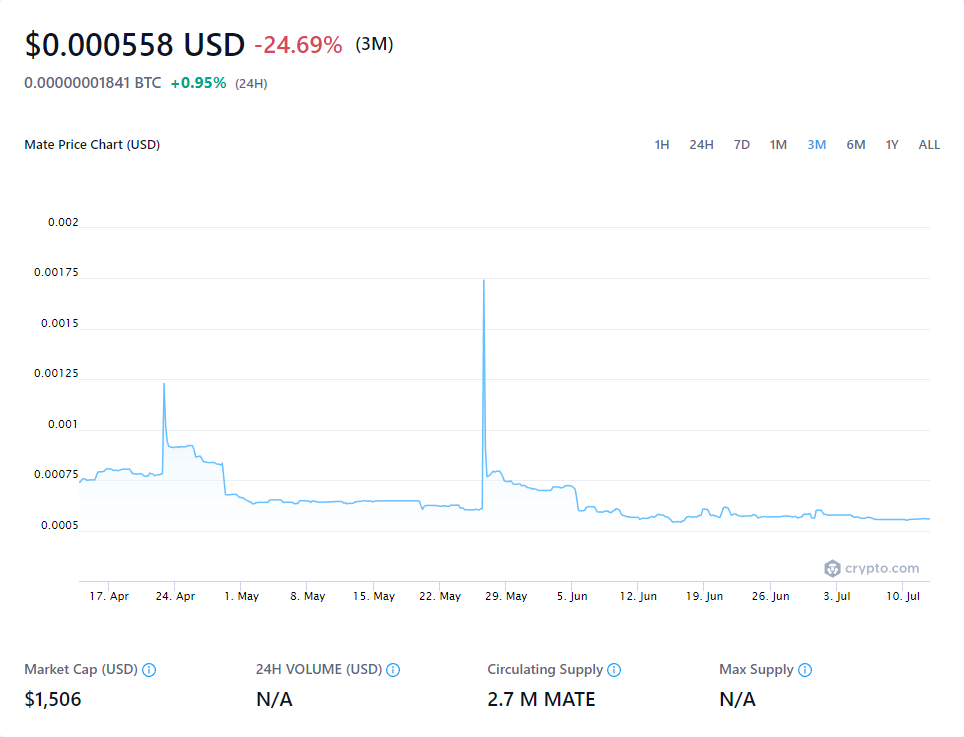 $0.000558 USD -24.69% (3M)
0.00000001841 BTC +0.95% (24H)
Mate Price Chart (USD) 1H 24H 7D 1M 3M 6M 1Y ALL
0.002
0.00175
0.0015
0.00125
0.001
0.00075
0.0005
crypto.com
17. Apr 24. Apr 1. May 8. May 15. May 22. May 29. May 5. Jun 12. Jun 19. Jun 26. Jun 3. Jul 10. Jul
Market Cap (USD) 24H VOLUME (USD) Circulating Supply Max Supply
$1,506 N/A 2.7 M MATE N/A